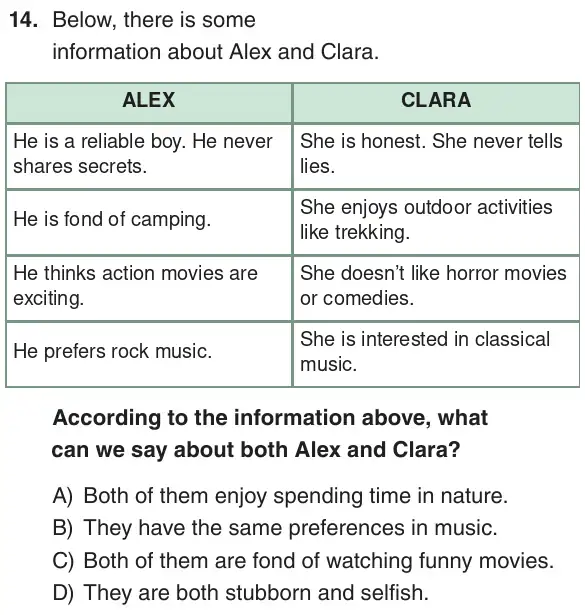 14. Below, there is some
information about Alex and Clara.
ALEX
CLARA
He is a reliable boy. He never
shares secrets.
She is honest. She never tells
lies.
He is fond of camping.
She enjoys outdoor activities
like trekking.
He thinks action movies are
exciting.
She doesn't like horror movies
or comedies.
He prefers rock music.
She is interested in classical
music.
According to the information above, what
can we say about both Alex and Clara?
A) Both of them enjoy spending time in nature.
B) They have the same preferences in music.
C) Both of them are fond of watching funny movies.
D) They are both stubborn and selfish.